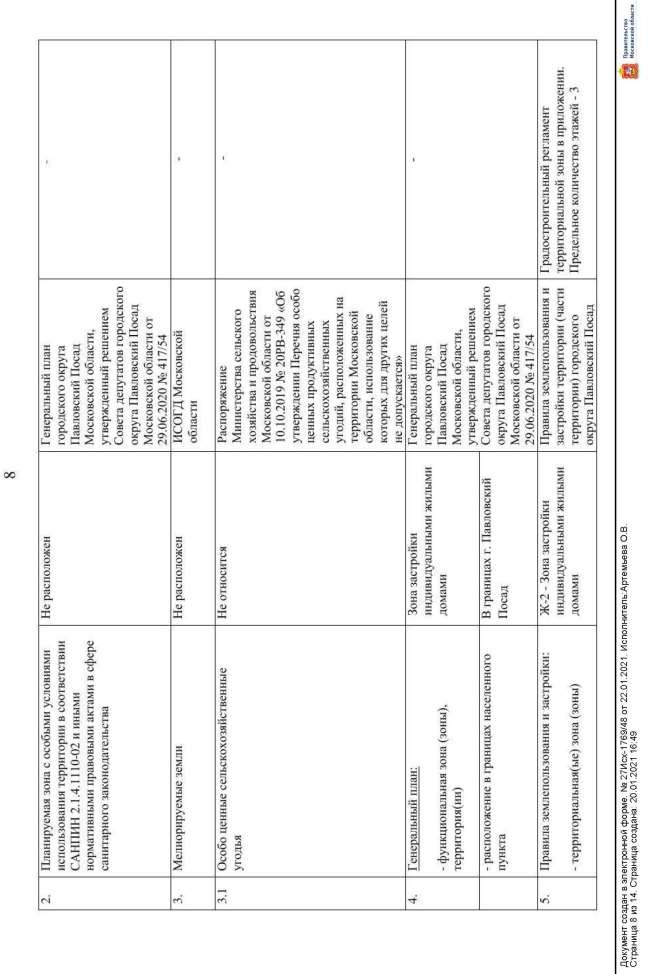 8
2.
Планируемая зона с особыми условиями
использования территории в соответствии
САНПИН 2.1.4.1110-02 и иными
нормативными правовыми актами в сфере
санитарного законодательства
Не расположен
Генеральный план
городского округа
Павловский Посад
Московской области,
утвержденный решением
Совета депутатов городского
округа Павловский Посад
Московской области от
29.06.2020 № 417/54
-
3.
Мелиорируемые земли
Не расположен
ИСОГД Московской
области
-
3.1
Особо ценные сельскохозяйственные
угодья
Не относится
Распоряжение
Министерства сельского
хозяйства и продовольствия
Московской области от
10.10.2019 № 20РВ-349 «Об
утверждении Перечня особо
ценных продуктивных
сельскохозяйственных
угодий, расположенных на
территории Московской
области, использование
которых для других целей
не допускается»
-
4.
Генеральный план:
- функциональная зона (зоны),
территория(ии)
Зона застройки
индивидуальными жилыми
домами
Генеральный план
городского округа
Павловский Посад
Московской области,
утвержденный решением
Совета депутатов городского
округа Павловский Посад
Московской области от
29.06.2020 № 417/54
-
- расположение в границах населенного
пункта
В границах г. Павловский
Посад
5.
Правила землепользования и застройки:
- территориальная(ые) зона (зоны)
Ж-2 - Зона застройки
индивидуальными жилыми
домами
Правила землепользования и
застройки территории (части
территории) городского
округа Павловский Посад
Градостроительный регламент
территориальной зоны в приложении.
Предельное количество этажей - 3
Документ создан в электронной форме. № 27Исх-1769/48 от 22.01.2021. Исполнитель:Артемьева О.В.
Страница 8 из 14. Страница создана: 20.01.2021 16:49
Правительство
Московской области